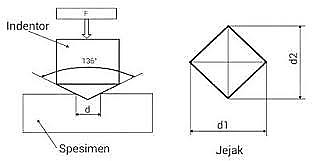 F
Indentor
136°
d
Spesimen
d2
d1
Jejak